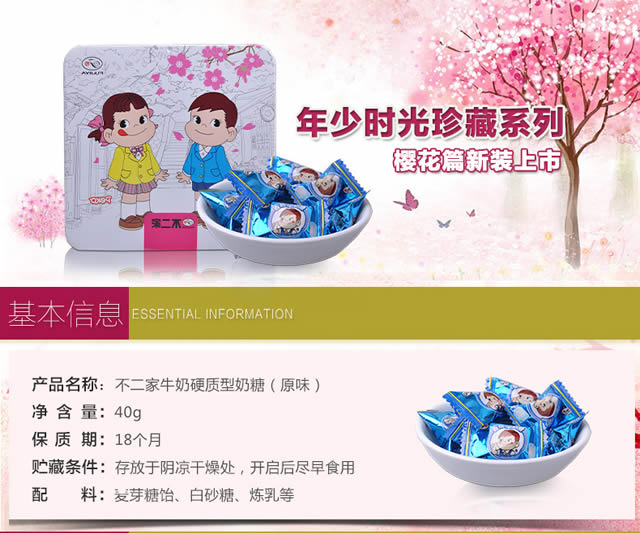 年少时光珍藏系列
樱花篇新装上市
基本信息 ESSENTIAL INFORMATION
产品名称： 不二家牛奶硬质型奶糖（原味）
净 含 量： 40g
保 质 期： 18个月
贮藏条件： 存放于阴凉干燥处，开启后尽早食用
配 料： 麦芽糖饴、白砂糖、炼乳等